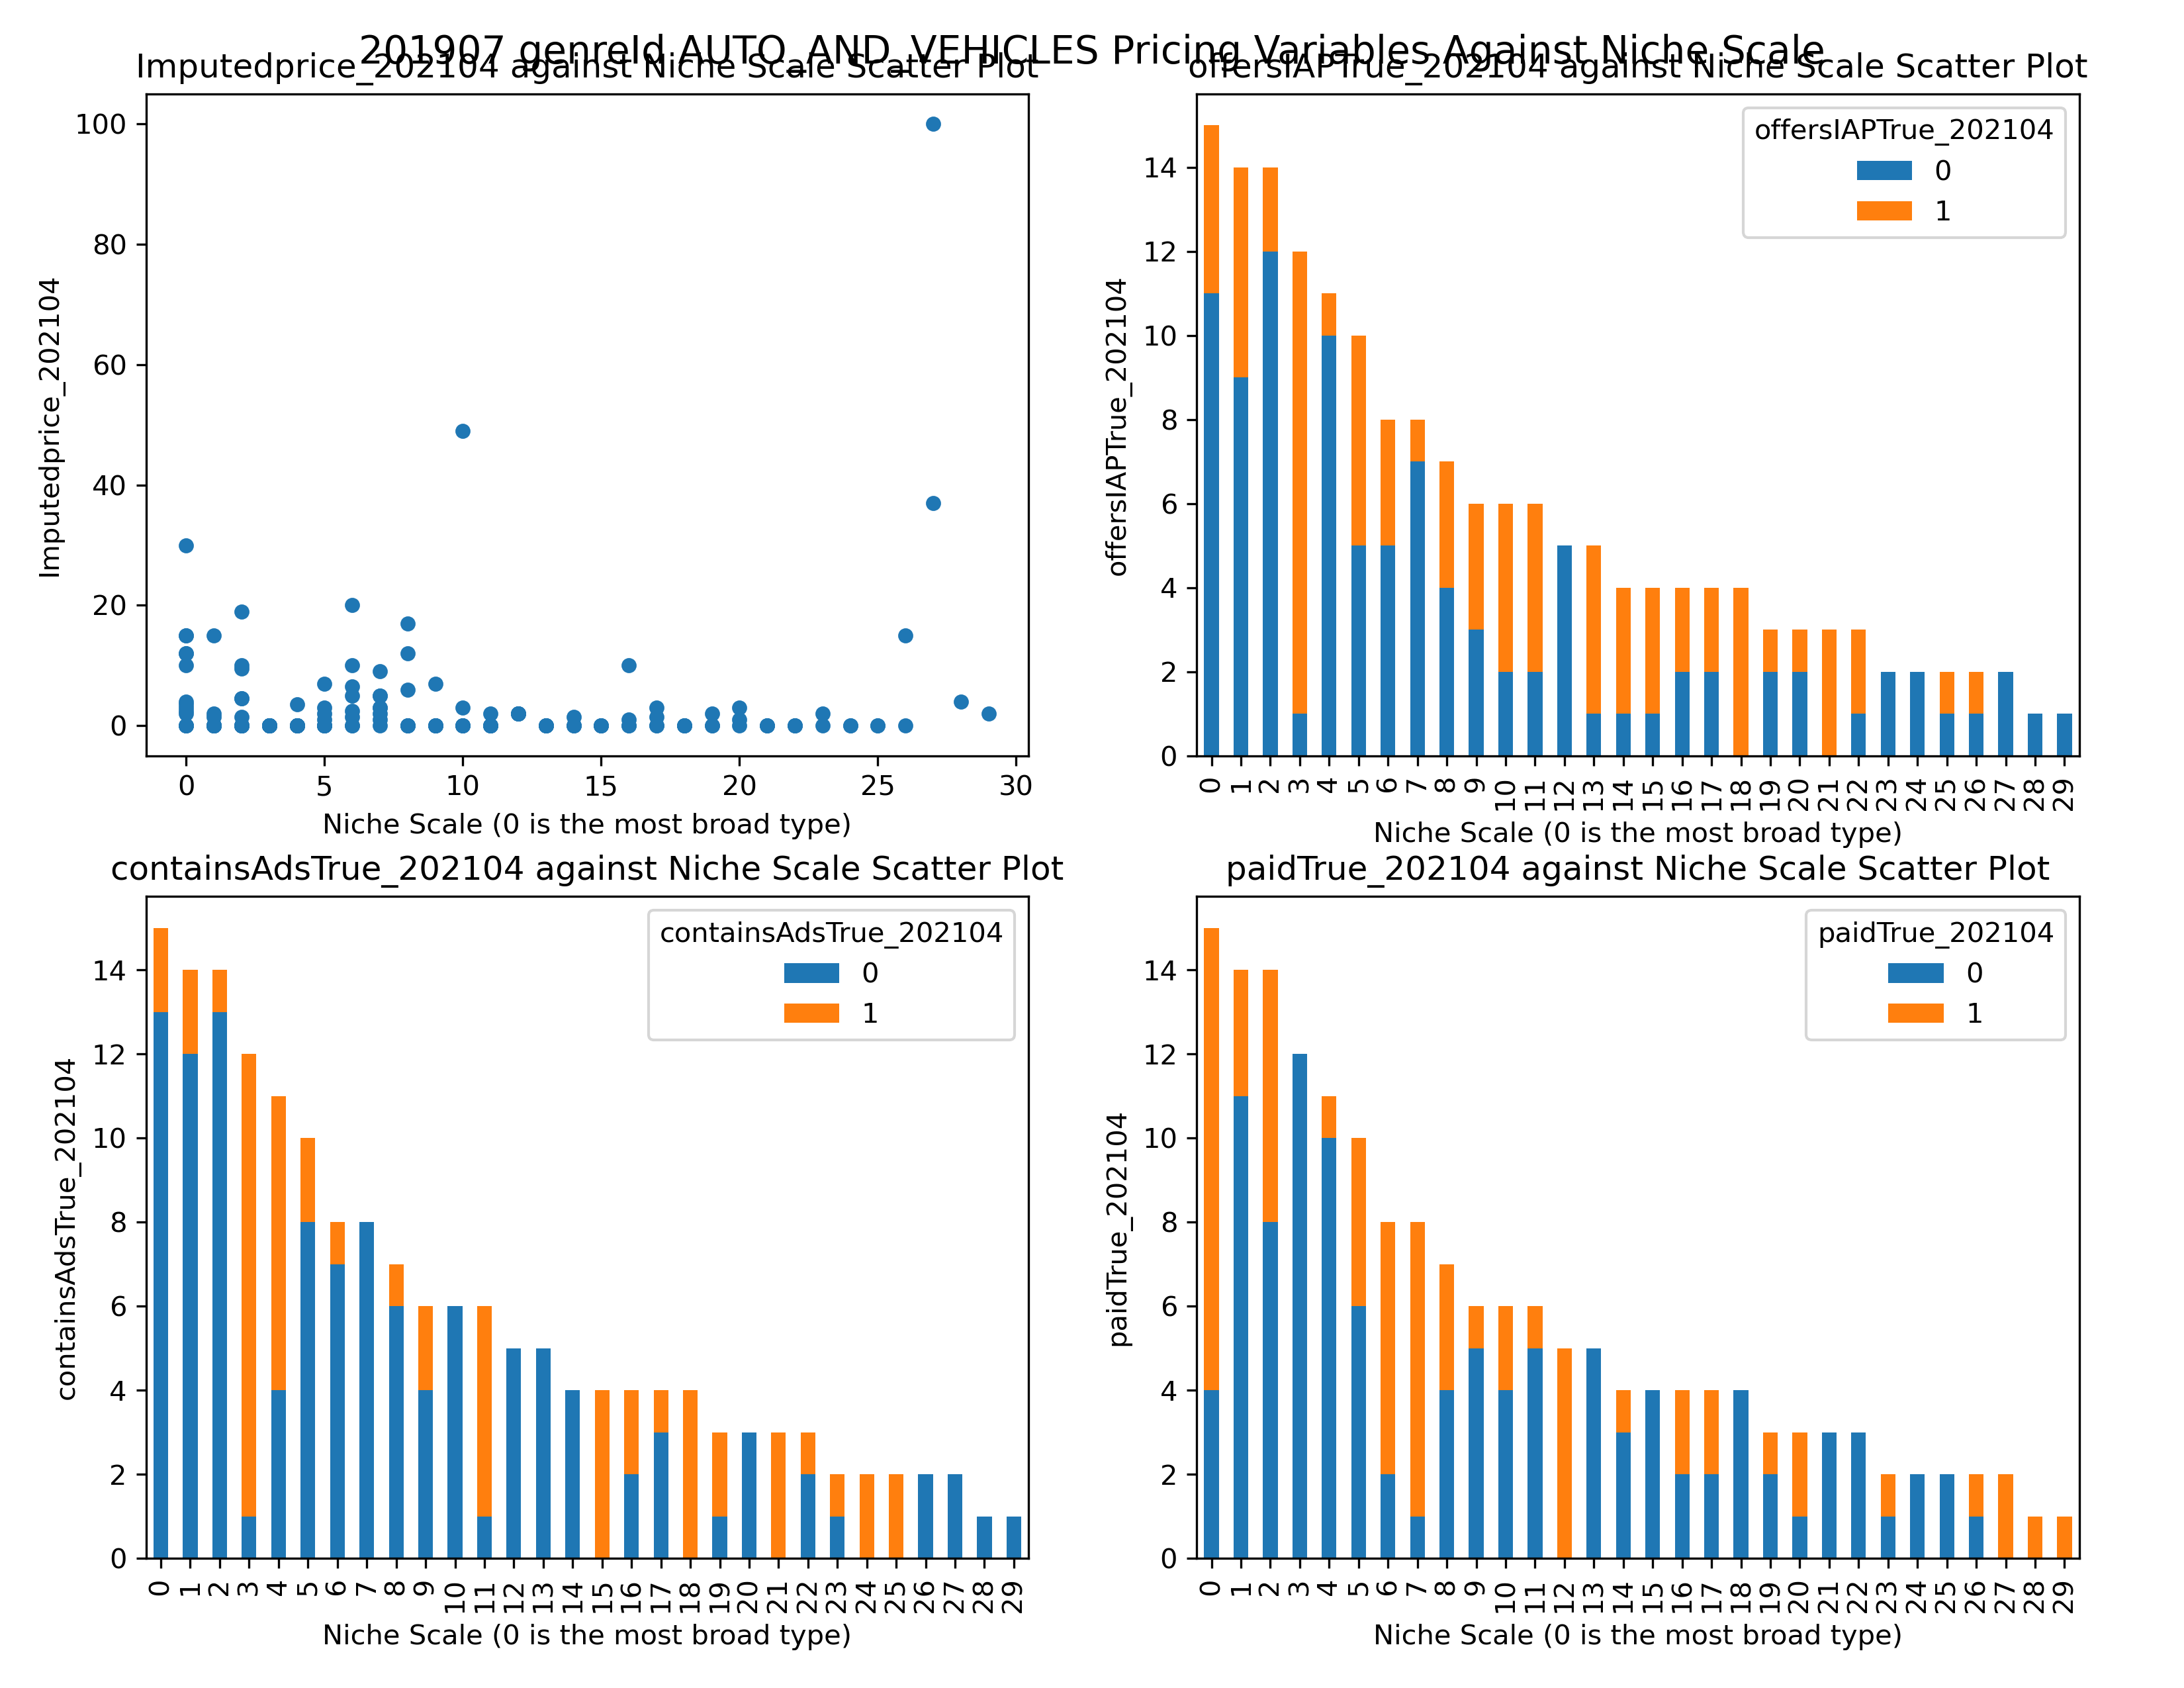 201907 genreId AUTO_AND_VEHICLES Pricing Variables Against Niche Scale
Imputedprice_202104 against Niche Scale Scatter Plot
100
80
60
40
20
0
Imputedprice_202104
0 5 10 15 20 25 30
Niche Scale (0 is the most broad type)
offersIAPTrue_202104 against Niche Scale Scatter Plot
offersIAPTrue_202104
0
1
14
12
10
8
6
4
2
0
offersIAPTrue_202104
0 1 2 3 4 5 6 7 8 9 10 11 12 13 14 15 16 17 18 19 20 21 22 23 24 25 26 27 28 29
Niche Scale (0 is the most broad type)
containsAdsTrue_202104 against Niche Scale Scatter Plot
containsAdsTrue_202104
0
1
14
12
10
8
6
4
2
0
containsAdsTrue_202104
0 1 2 3 4 5 6 7 8 9 10 11 12 13 14 15 16 17 18 19 20 21 22 23 24 25 26 27 28 29
Niche Scale (0 is the most broad type)
paidTrue_202104 against Niche Scale Scatter Plot
paidTrue_202104
0
1
14
12
10
8
6
4
2
0
paidTrue_202104
0 1 2 3 4 5 6 7 8 9 10 11 12 13 14 15 16 17 18 19 20 21 22 23 24 25 26 27 28 29
Niche Scale (0 is the most broad type)